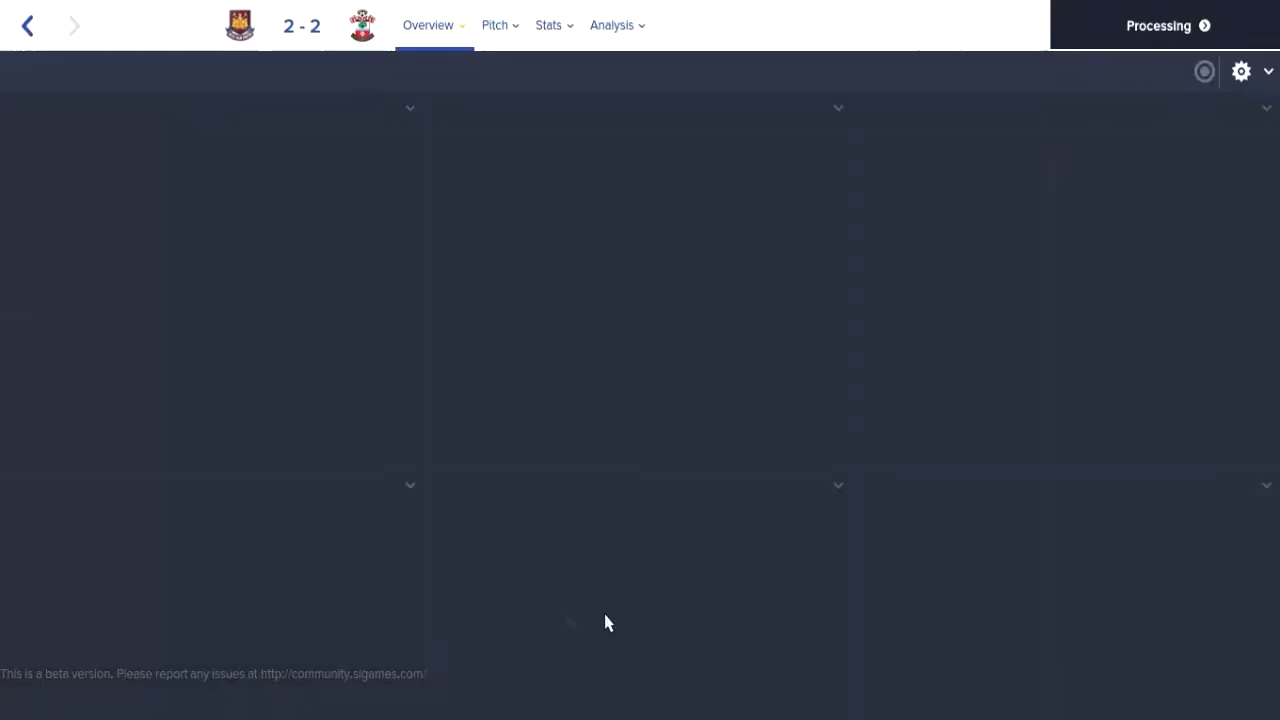 2 - 2 Overview Pitch Stats Analysis Processing
This is a beta version. Please report any issues at http://community.sigames.com/